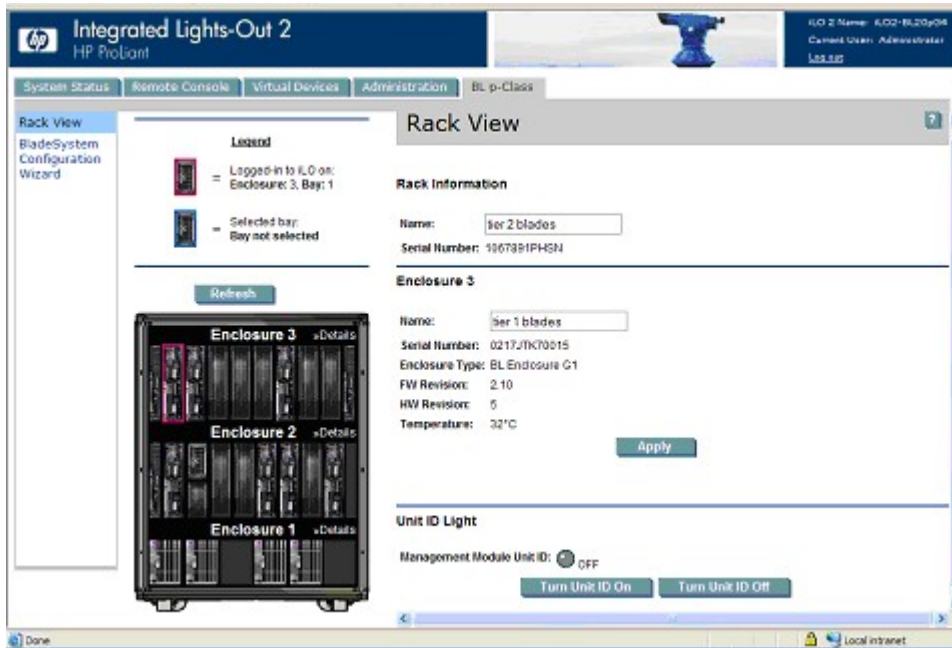 hp
Integrated Lights-Out 2
HP ProLiant
iLO 2 Name: iLO2-BL20pG4
Current User: Administrator
Log out
System Status
Remote Console
Virtual Devices
Administration
BL p-Class
Rack View
BladeSystem
Configuration
Wizard
Legend
= Logged-in to iLO on:
Enclosure: 3, Bay: 1
= Selected bay:
Bay not selected
Refresh
Enclosure 3 »Details
Enclosure 2 »Details
Enclosure 1 »Details
Rack View
?
Rack Information
Name: tier 2 blades
Serial Number: 1067891PHSN
Enclosure 3
Name: tier 1 blades
Serial Number: 0217JTK70015
Enclosure Type: BL Enclosure G1
FW Revision: 2.10
HW Revision: 5
Temperature: 32°C
Apply
Unit ID Light
Management Module Unit ID: OFF
Turn Unit ID On
Turn Unit ID Off
Done
Local intranet